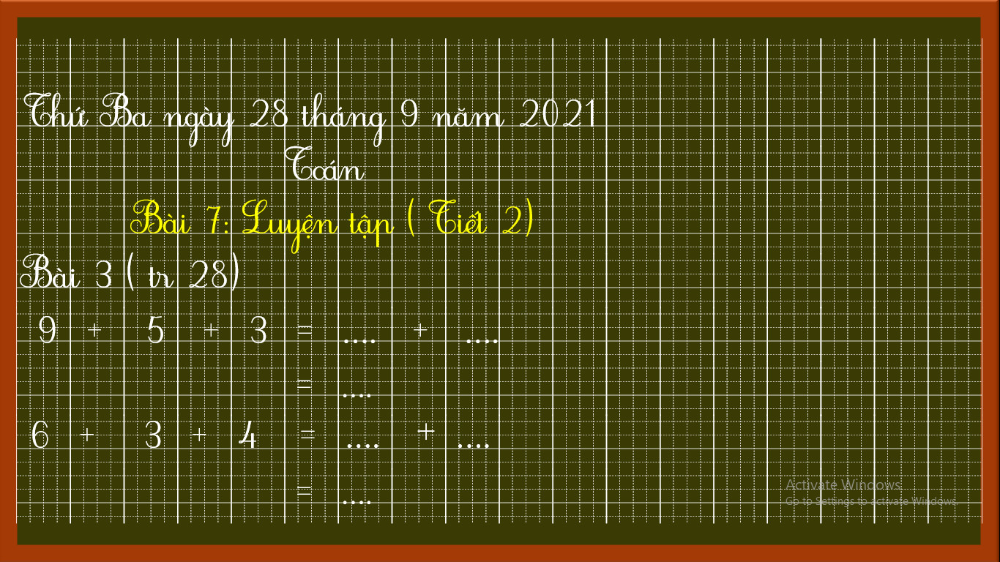 Thứ Ba ngày 28 tháng 9 năm 2021
Toán
Bài 7: Luyện tập ( Tiết 2)
Bài 3 ( tr 28)
9 + 5 + 3 = .... + ....
= ....
6 + 3 + 4 = .... + ....
= ....
Activate Windows
Go to Settings to activate Windows.